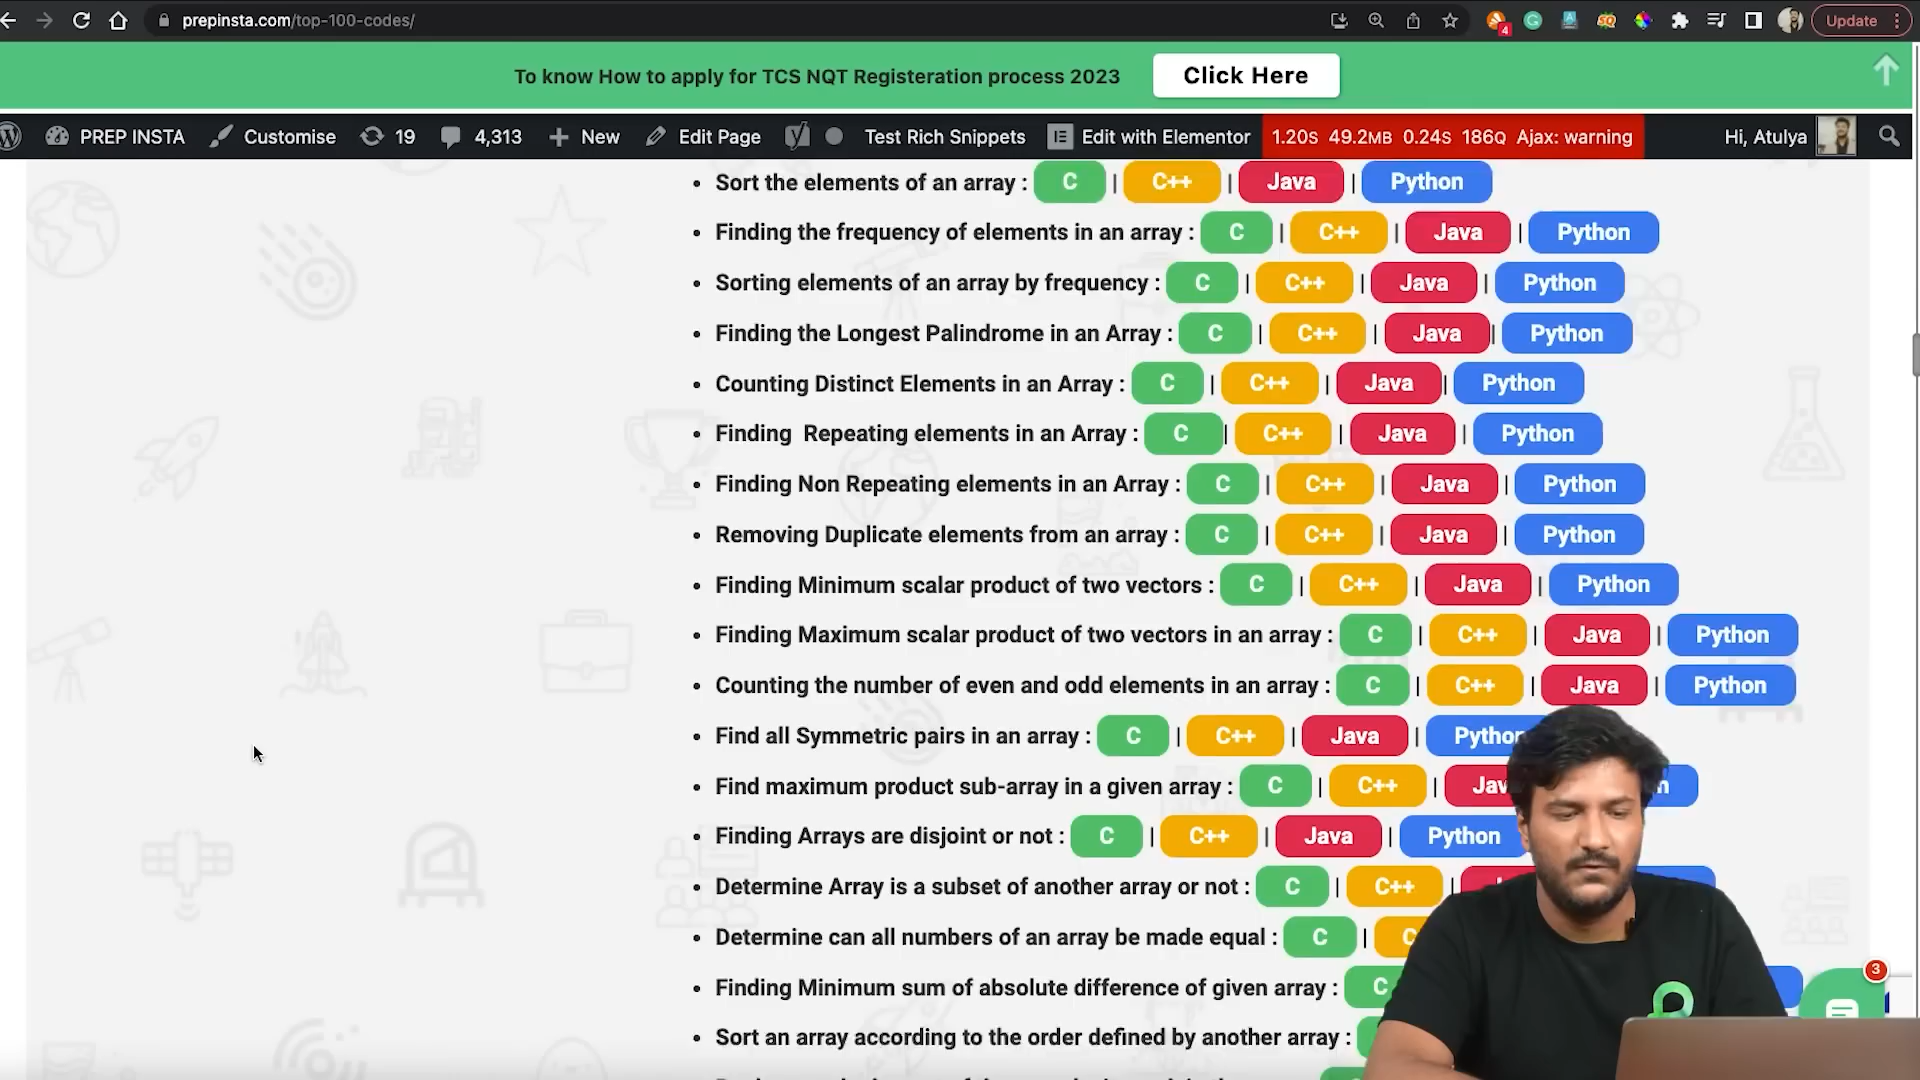 prepinsta.com/top-100-codes/
4
Update
To know How to apply for TCS NQT Registeration process 2023 Click Here
PREP INSTA Customise 19 4,313 New Edit Page Test Rich Snippets Edit with Elementor 1.20S 49.2MB 0.24S 186Q Ajax: warning Hi, Atulya
• Sort the elements of an array : C | C++ | Java | Python
• Finding the frequency of elements in an array : C | C++ | Java | Python
• Sorting elements of an array by frequency : C | C++ | Java | Python
• Finding the Longest Palindrome in an Array : C | C++ | Java | Python
• Counting Distinct Elements in an Array : C | C++ | Java | Python
• Finding Repeating elements in an Array : C | C++ | Java | Python
• Finding Non Repeating elements in an Array : C | C++ | Java | Python
• Removing Duplicate elements from an array : C | C++ | Java | Python
• Finding Minimum scalar product of two vectors : C | C++ | Java | Python
• Finding Maximum scalar product of two vectors in an array : C | C++ | Java | Python
• Counting the number of even and odd elements in an array : C | C++ | Java | Python
• Find all Symmetric pairs in an array : C | C++ | Java | Python
• Find maximum product sub-array in a given array : C | C++ |
• Finding Arrays are disjoint or not : C | C++ | Java | Python
• Determine Array is a subset of another array or not : C | C++ |
• Determine can all numbers of an array be made equal : C |
• Finding Minimum sum of absolute difference of given array : C
3
• Sort an array according to the order defined by another array :